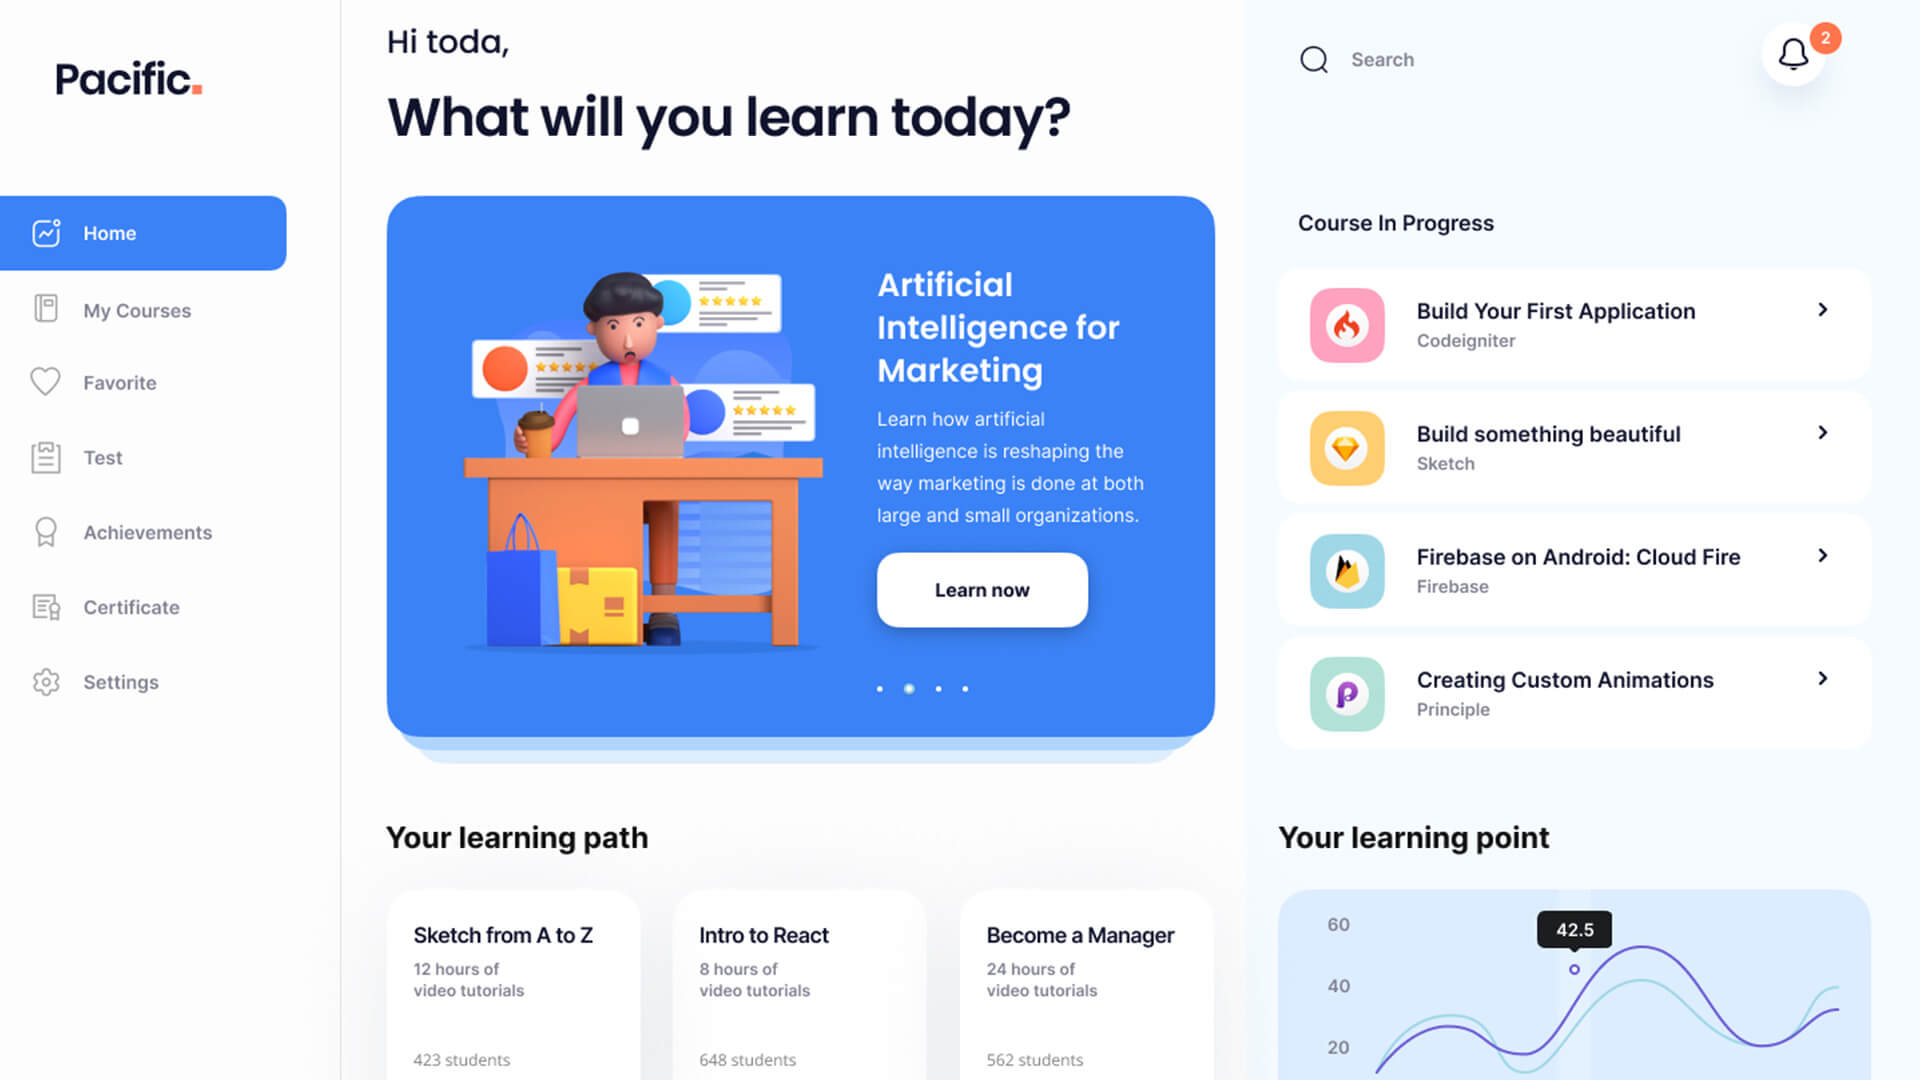 Pacific.
Home
My Courses
Favorite
Test
Achievements
Certificate
Settings
Hi toda,
What will you learn today?
Artificial
Intelligence for
Marketing
Learn how artificial
intelligence is reshaping the
way marketing is done at both
large and small organizations.
Learn now
Your learning path
Sketch from A to Z
12 hours of
video tutorials
423 students
Intro to React
8 hours of
video tutorials
648 students
Become a Manager
24 hours of
video tutorials
562 students
Search
2
Course In Progress
Build Your First Application
Codeigniter
Build something beautiful
Sketch
Firebase on Android: Cloud Fire
Firebase
Creating Custom Animations
Principle
Your learning point
60
42.5
40
20